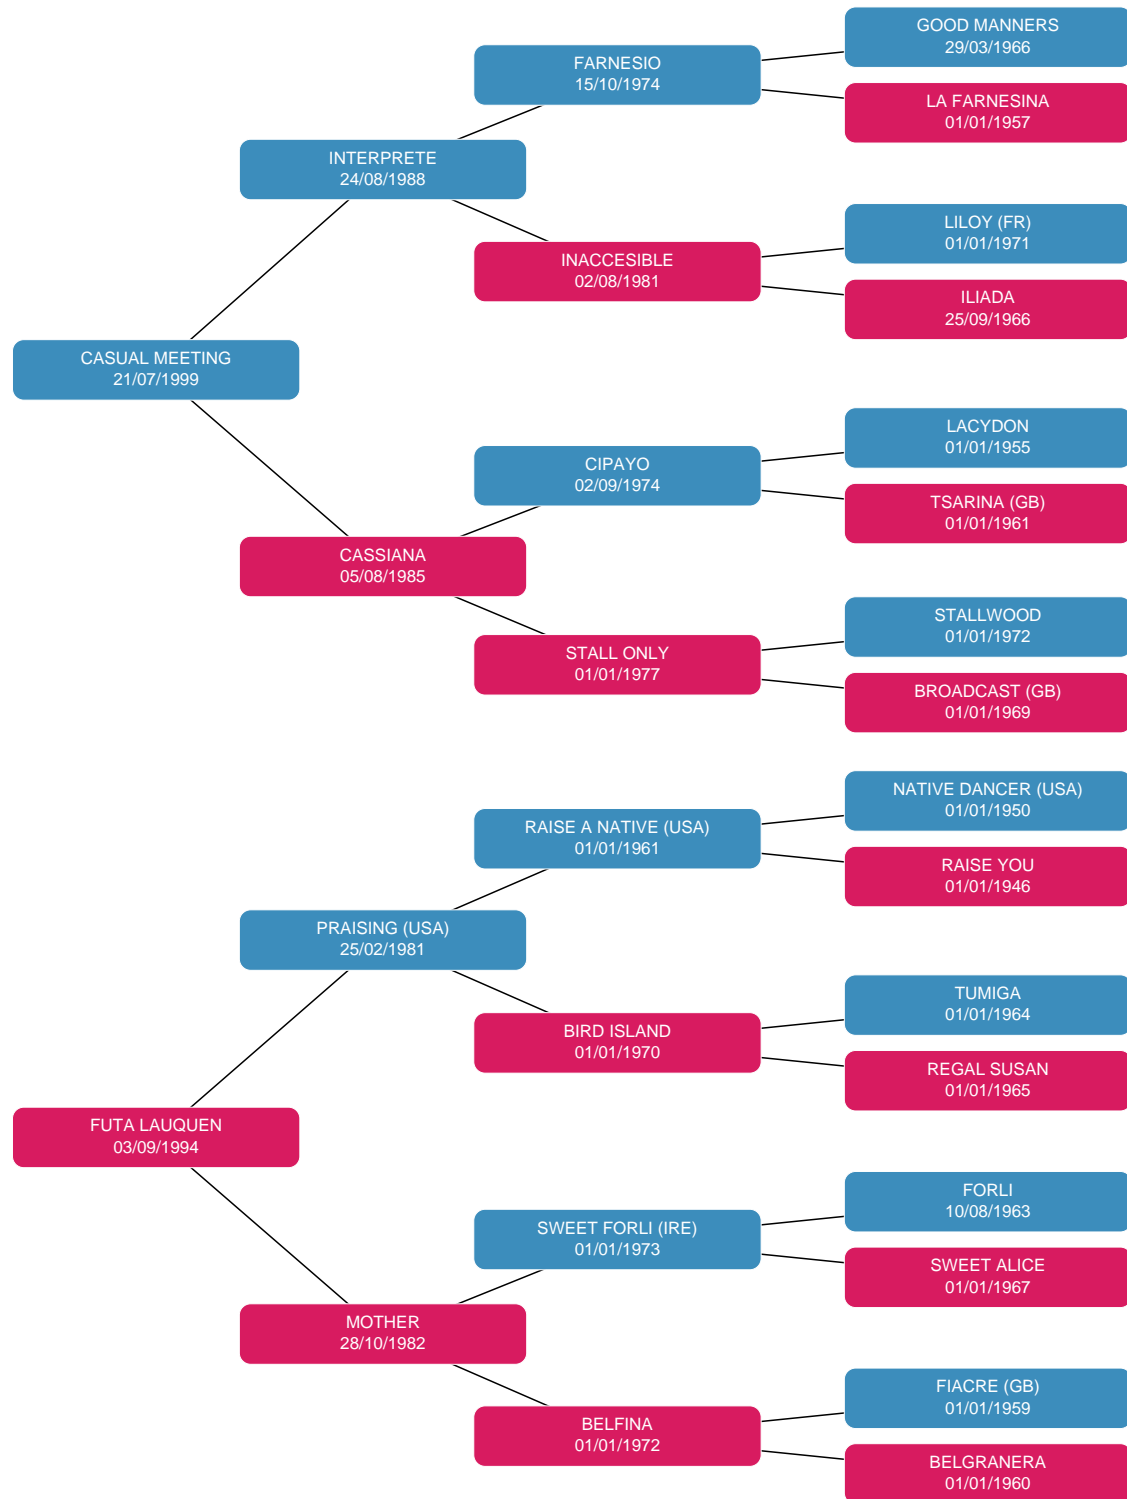 GOOD MANNERS
29/03/1966
FARNESIO
15/10/1974
LA FARNESINA
01/01/1957
INTERPRETE
24/08/1988
LILOY (FR)
01/01/1971
INACCESIBLE
02/08/1981
ILIADA
25/09/1966
CASUAL MEETING
21/07/1999
LACYDON
01/01/1955
CIPAYO
02/09/1974
TSARINA (GB)
01/01/1961
CASSIANA
05/08/1985
STALLWOOD
01/01/1972
STALL ONLY
01/01/1977
BROADCAST (GB)
01/01/1969
NATIVE DANCER (USA)
01/01/1950
RAISE A NATIVE (USA)
01/01/1961
RAISE YOU
01/01/1946
PRAISING (USA)
25/02/1981
TUMIGA
01/01/1964
BIRD ISLAND
01/01/1970
REGAL SUSAN
01/01/1965
FUTA LAUQUEN
03/09/1994
FORLI
10/08/1963
SWEET FORLI (IRE)
01/01/1973
SWEET ALICE
01/01/1967
MOTHER
28/10/1982
FIACRE (GB)
01/01/1959
BELFINA
01/01/1972
BELGRANERA
01/01/1960